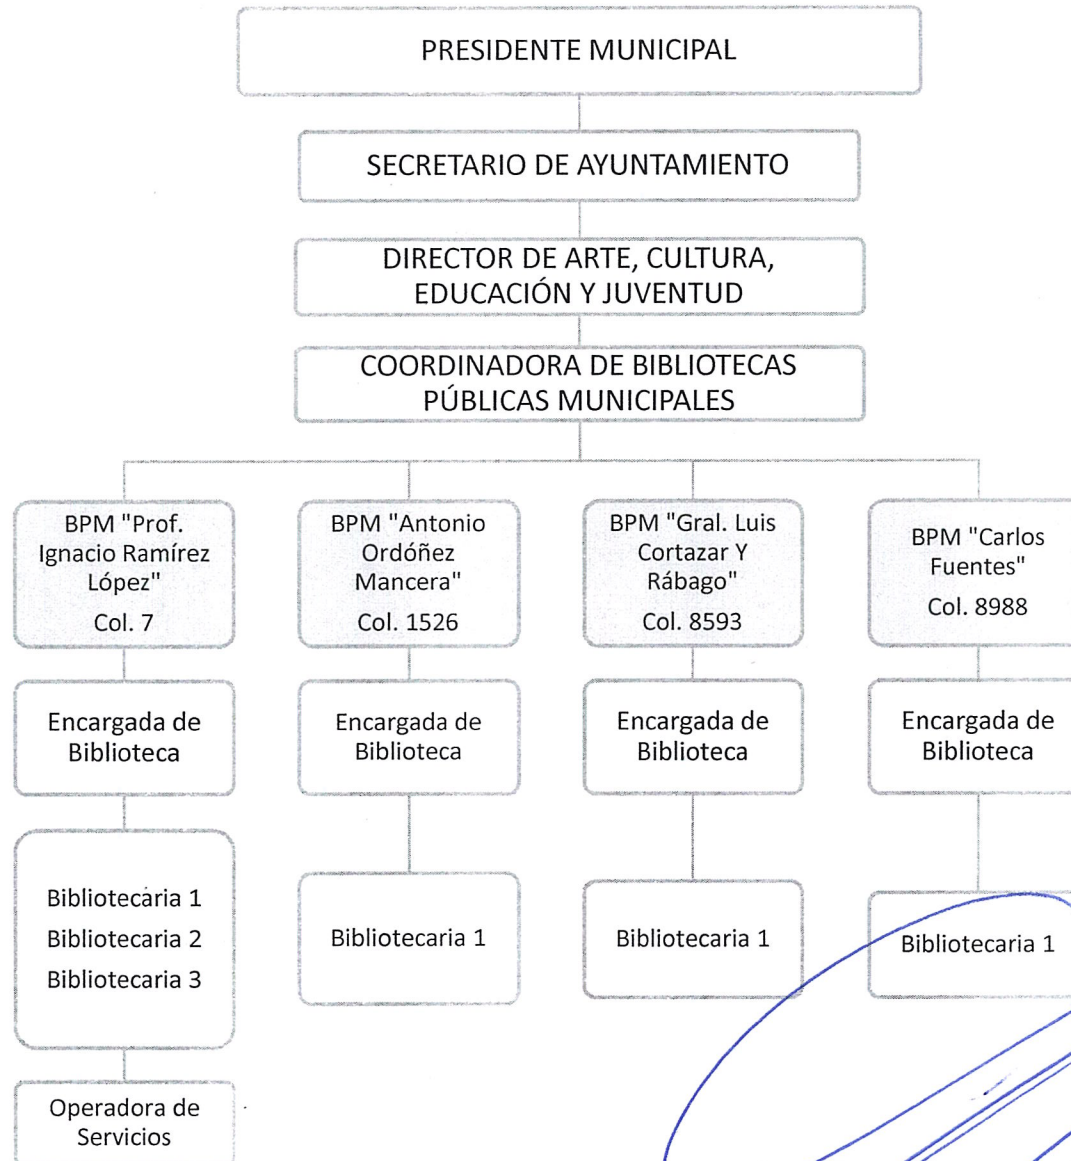 PRESIDENTE MUNICIPAL
SECRETARIO DE AYUNTAMIENTO
DIRECTOR DE ARTE, CULTURA,
EDUCACIÓN Y JUVENTUD
COORDINADORA DE BIBLIOTECAS
PÚBLICAS MUNICIPALES
BPM "Prof.
Ignacio Ramírez
López"
Col. 7
BPM "Antonio
Ordóñez
Mancera"
Col. 1526
BPM "Gral. Luis
Cortazar Y
Rábago"
Col. 8593
BPM "Carlos
Fuentes"
Col. 8988
Encargada de
Biblioteca
Encargada de
Biblioteca
Encargada de
Biblioteca
Encargada de
Biblioteca
Bibliotecaria 1
Bibliotecaria 2
Bibliotecaria 3
Bibliotecaria 1
Bibliotecaria 1
Bibliotecaria 1
Operadora de
Servicios